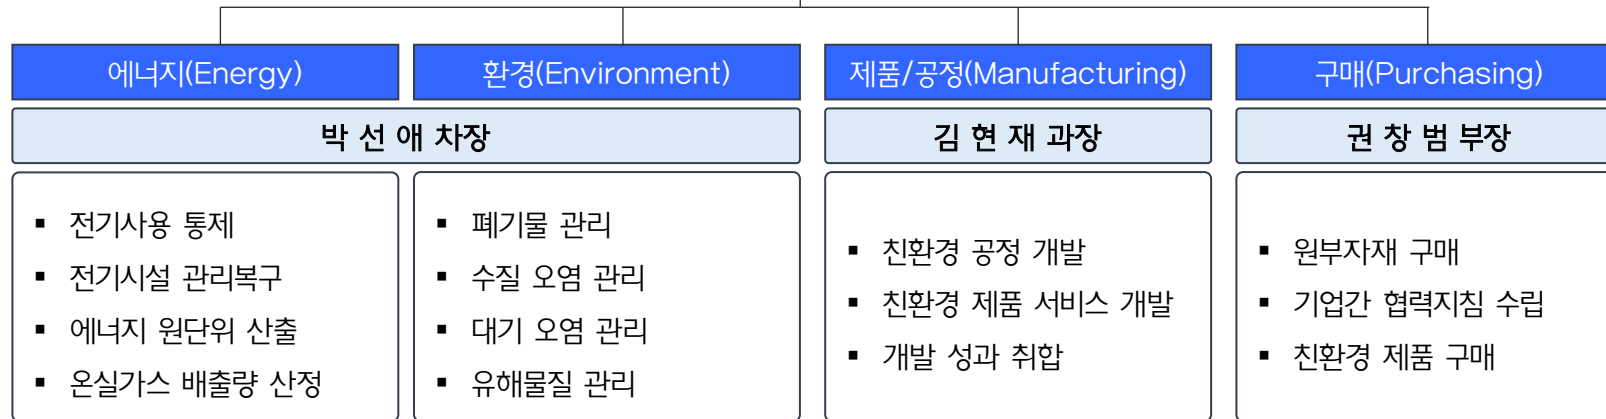 에너지(Energy)
환경(Environment)
제품/공정(Manufacturing)
구매(Purchasing)
박 선 애 차장
김 현 재 과장
권 창 범 부장
▪ 전기사용 통제
▪ 전기시설 관리복구
▪ 에너지 원단위 산출
▪ 온실가스 배출량 산정
▪ 폐기물 관리
▪ 수질 오염 관리
▪ 대기 오염 관리
▪ 유해물질 관리
▪ 친환경 공정 개발
▪ 친환경 제품 서비스 개발
▪ 개발 성과 취합
▪ 원부자재 구매
▪ 기업간 협력지침 수립
▪ 친환경 제품 구매